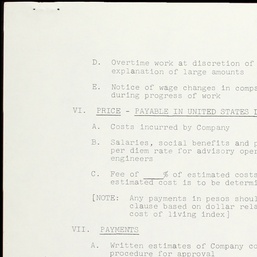 D. Overtime work at discretion of
explanation of large amounts
E. Notice of wage changes in comp
during progress of work
VI. PRICE - PAYABLE IN UNITED STATES
A. Costs incurred by Company
B. Salaries, social benefits and p
per diem rate for advisory oper
engineers
C. Fee of ____% of estimated costs
estimated cost is to be determi
[NOTE: Any payments in pesos shoul
clause based on dollar rela
cost of living index]
VII. PAYMENTS
A. Written estimates of Company co
procedure for approval